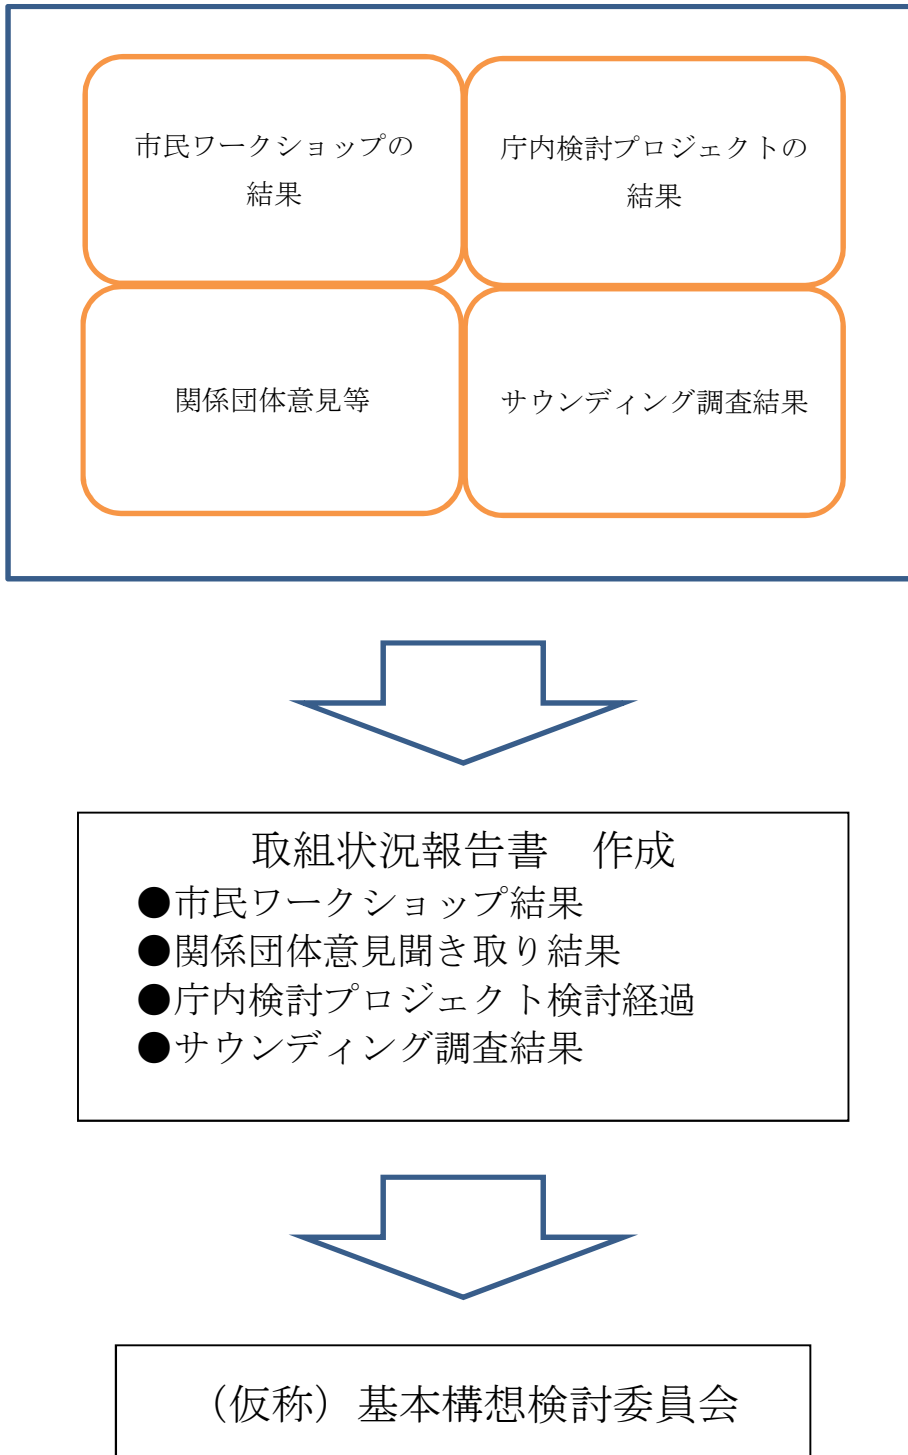 市民ワークショップの
結果
庁内検討プロジェクトの
結果
関係団体意見等
サウンディング調査結果
取組状況報告書　作成
●市民ワークショップ結果
●関係団体意見聞き取り結果
●庁内検討プロジェクト検討経過
●サウンディング調査結果
（仮称）基本構想検討委員会